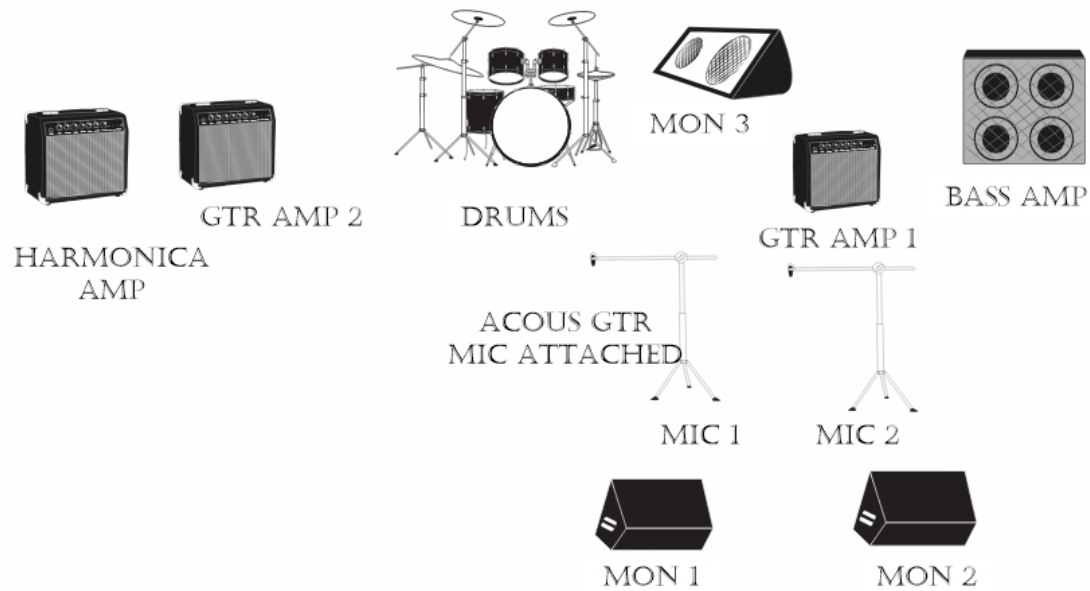 MON 3
BASS AMP
GTR AMP 2
DRUMS
GTR AMP 1
HARMONICA
AMP
ACOUS GTR
MIC ATTACHED
MIC 1
MIC 2
MON 1
MON 2